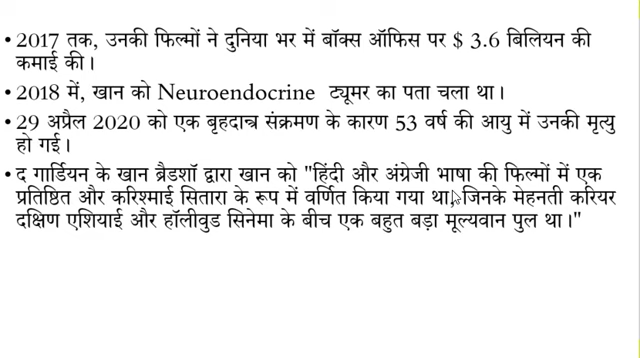 • 2017 तक, उनकी फिल्मों ने दुनिया भर में बॉक्स ऑफिस पर $ 3.6 बिलियन की
कमाई की।
• 2018 में, खान को Neuroendocrine ट्यूमर का पता चला था।
• 29 अप्रैल 2020 को एक बृहदान्त्र संक्रमण के कारण 53 वर्ष की आयु में उनकी मृत्यु
हो गई।
• द गार्डियन के खान ब्रैडशॉ द्वारा खान को "हिंदी और अंग्रेजी भाषा की फिल्मों में एक
प्रतिष्ठित और करिश्माई सितारा के रूप में वर्णित किया गया था, जिनके मेहनती करियर
दक्षिण एशियाई और हॉलीवुड सिनेमा के बीच एक बहुत बड़ा मूल्यवान पुल था।"